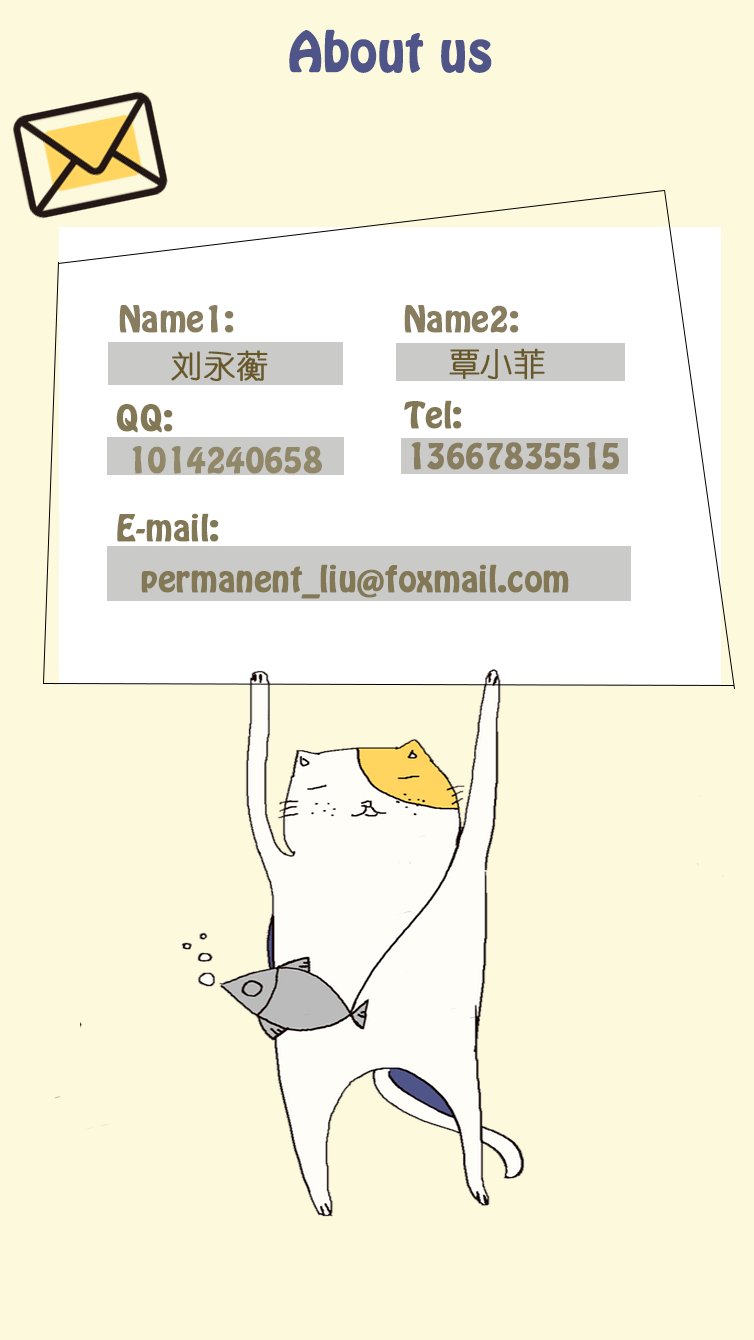 About us
Name1:
Name2:
刘永蘅
覃小菲
QQ:
Tel:
1014240658
13667835515
E-mail:
permanent_liu@foxmail.com